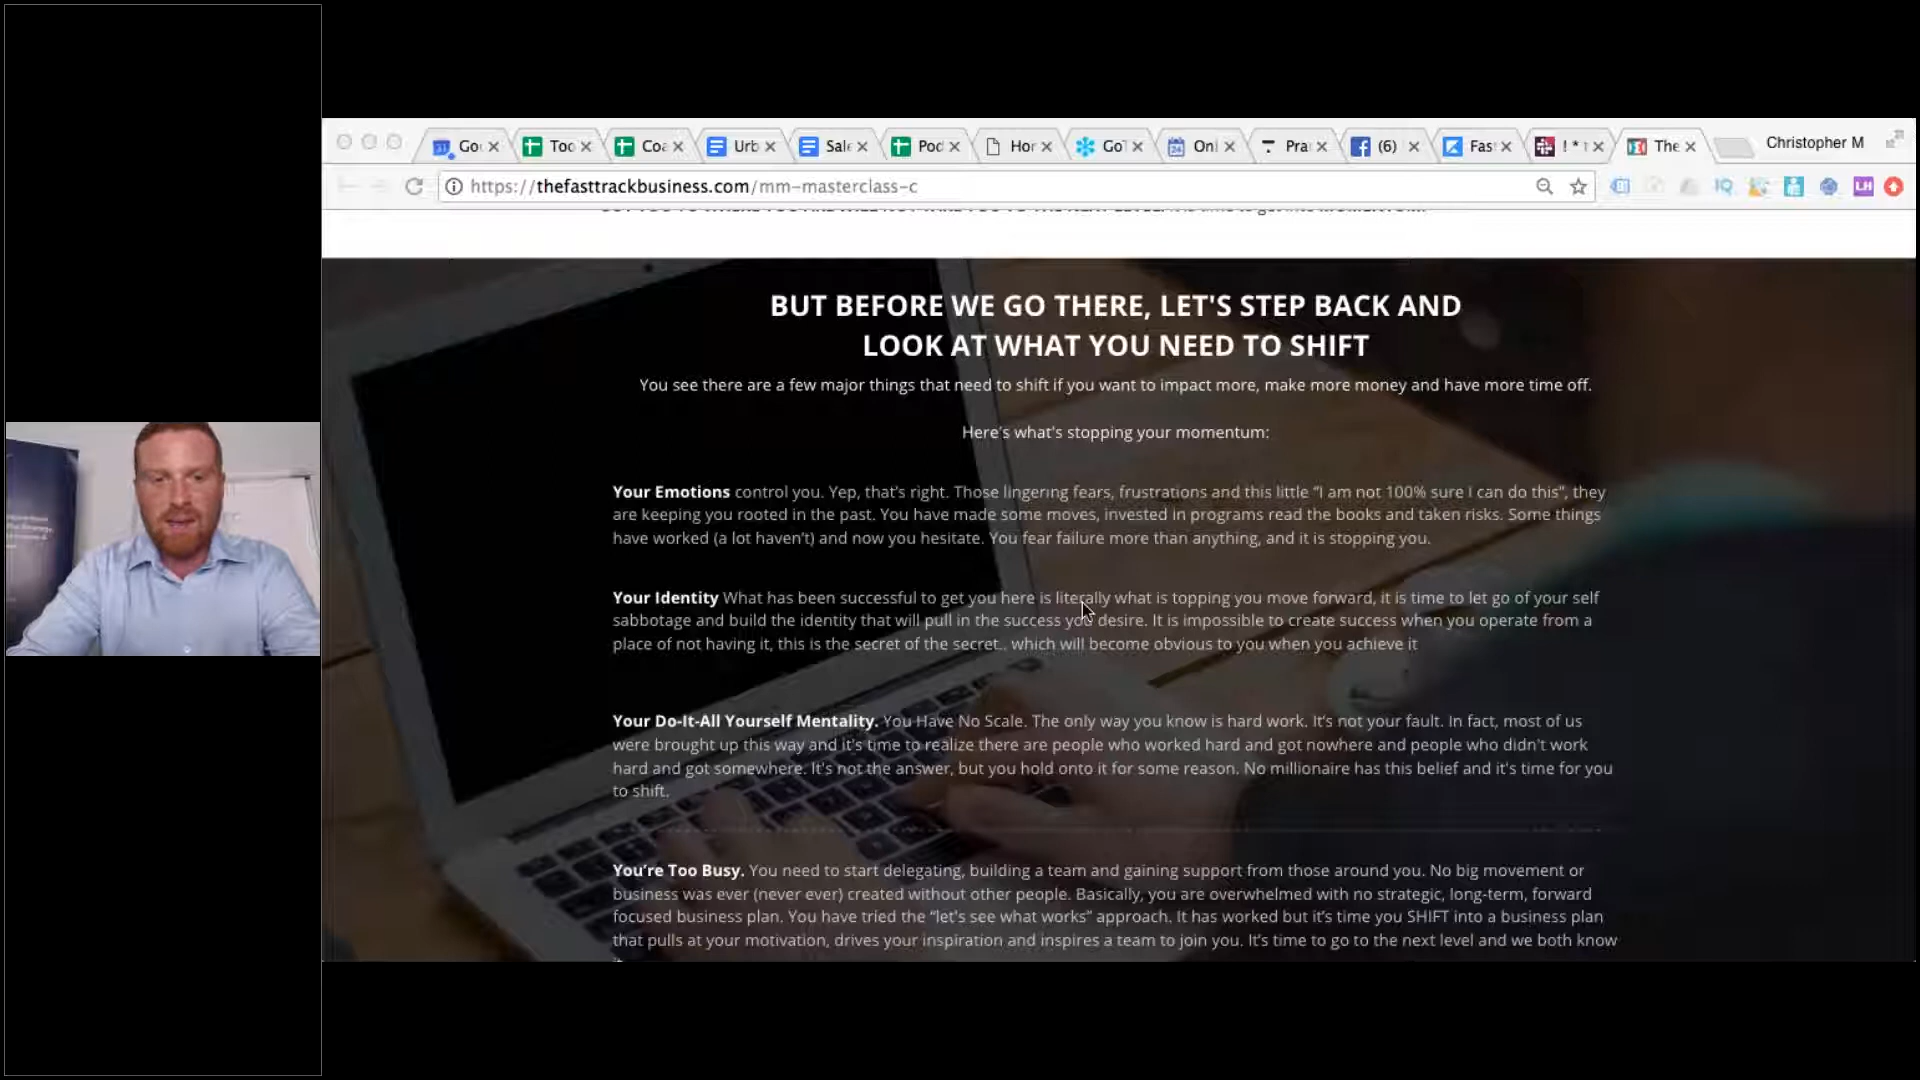 Go
Too
Coa
Urb
Sale
Pod
Hor
GoT
Onl
Pra
(6)
Fas
! * 1
The
Christopher M
https://thefasttrackbusiness.com/mm-masterclass-c
IQ
LH
BUT BEFORE WE GO THERE, LET'S STEP BACK AND
LOOK AT WHAT YOU NEED TO SHIFT
You see there are a few major things that need to shift if you want to impact more, make more money and have more time off.
Here's what's stopping your momentum:
Your Emotions control you. Yep, that's right. Those lingering fears, frustrations and this little “I am not 100% sure I can do this”, they
are keeping you rooted in the past. You have made some moves, invested in programs read the books and taken risks. Some things
have worked (a lot haven't) and now you hesitate. You fear failure more than anything, and it is stopping you.
Your Identity What has been successful to get you here is literally what is topping you move forward, it is time to let go of your self
sabbotage and build the identity that will pull in the success you desire. It is impossible to create success when you operate from a
place of not having it, this is the secret of the secret.. which will become obvious to you when you achieve it
Your Do-It-All Yourself Mentality. You Have No Scale. The only way you know is hard work. It's not your fault. In fact, most of us
were brought up this way and it's time to realize there are people who worked hard and got nowhere and people who didn't work
hard and got somewhere. It's not the answer, but you hold onto it for some reason. No millionaire has this belief and it's time for you
to shift.
You're Too Busy. You need to start delegating, building a team and gaining support from those around you. No big movement or
business was ever (never ever) created without other people. Basically, you are overwhelmed with no strategic, long-term, forward
focused business plan. You have tried the “let's see what works” approach. It has worked but it's time you SHIFT into a business plan
that pulls at your motivation, drives your inspiration and inspires a team to join you. It's time to go to the next level and we both know